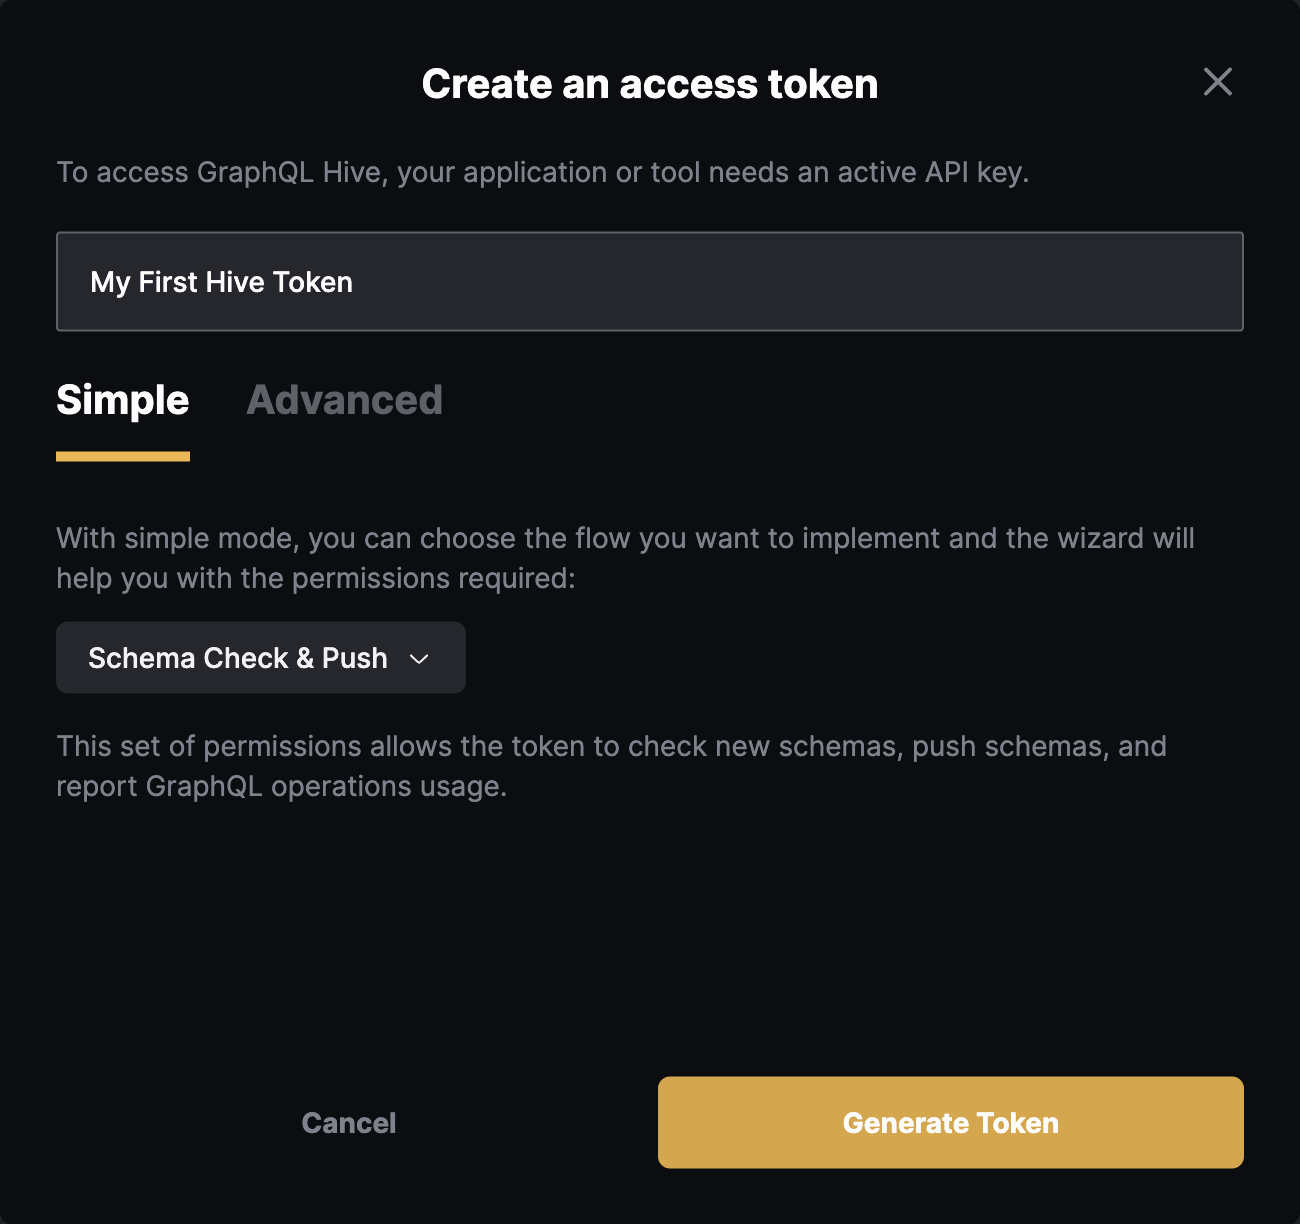 Create an access token
To access GraphQL Hive, your application or tool needs an active API key.
My First Hive Token
Simple Advanced
With simple mode, you can choose the flow you want to implement and the wizard will
help you with the permissions required:
Schema Check & Push
This set of permissions allows the token to check new schemas, push schemas, and
report GraphQL operations usage.
Cancel Generate Token